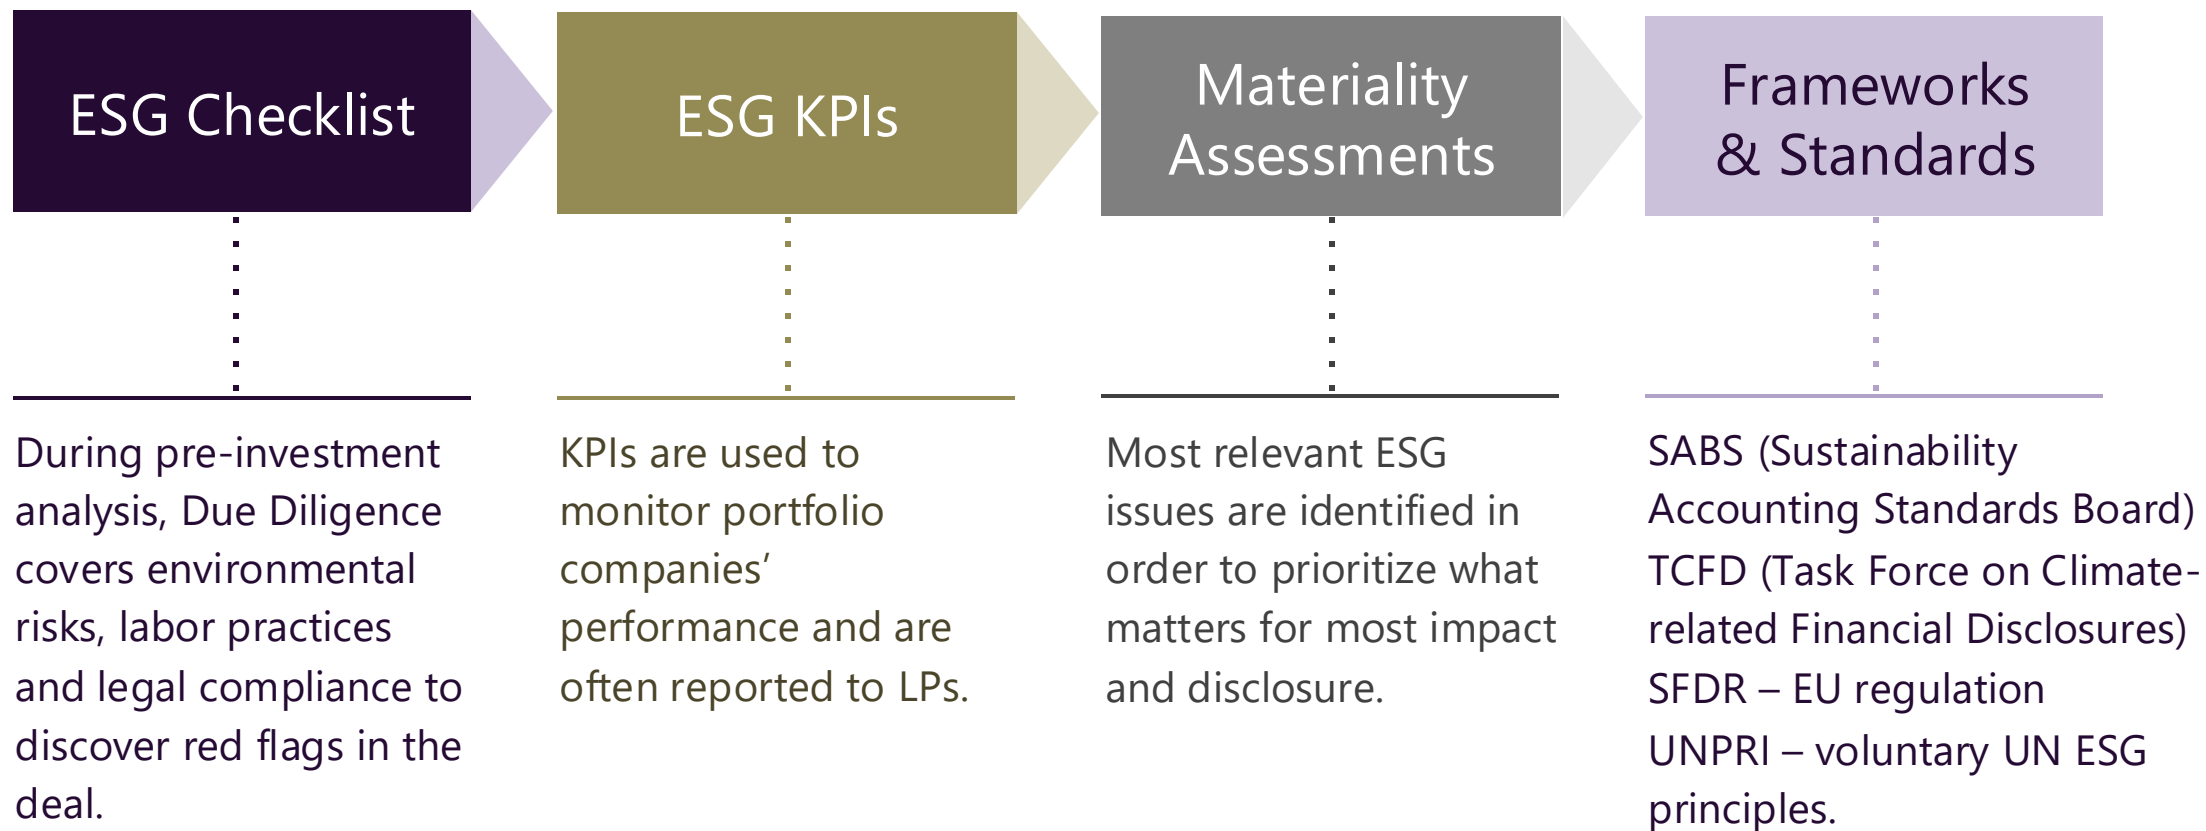 ESG Checklist
During pre-investment
analysis, Due Diligence
covers environmental
risks, labor practices
and legal compliance to
discover red flags in the
deal.
ESG KPIs
KPIs are used to
monitor portfolio
companies’
performance and are
often reported to LPs.
Materiality
Assessments
Most relevant ESG
issues are identified in
order to prioritize what
matters for most impact
and disclosure.
Frameworks
& Standards
SABS (Sustainability
Accounting Standards Board)
TCFD (Task Force on Climate-
related Financial Disclosures)
SFDR – EU regulation
UNPRI – voluntary UN ESG
principles.